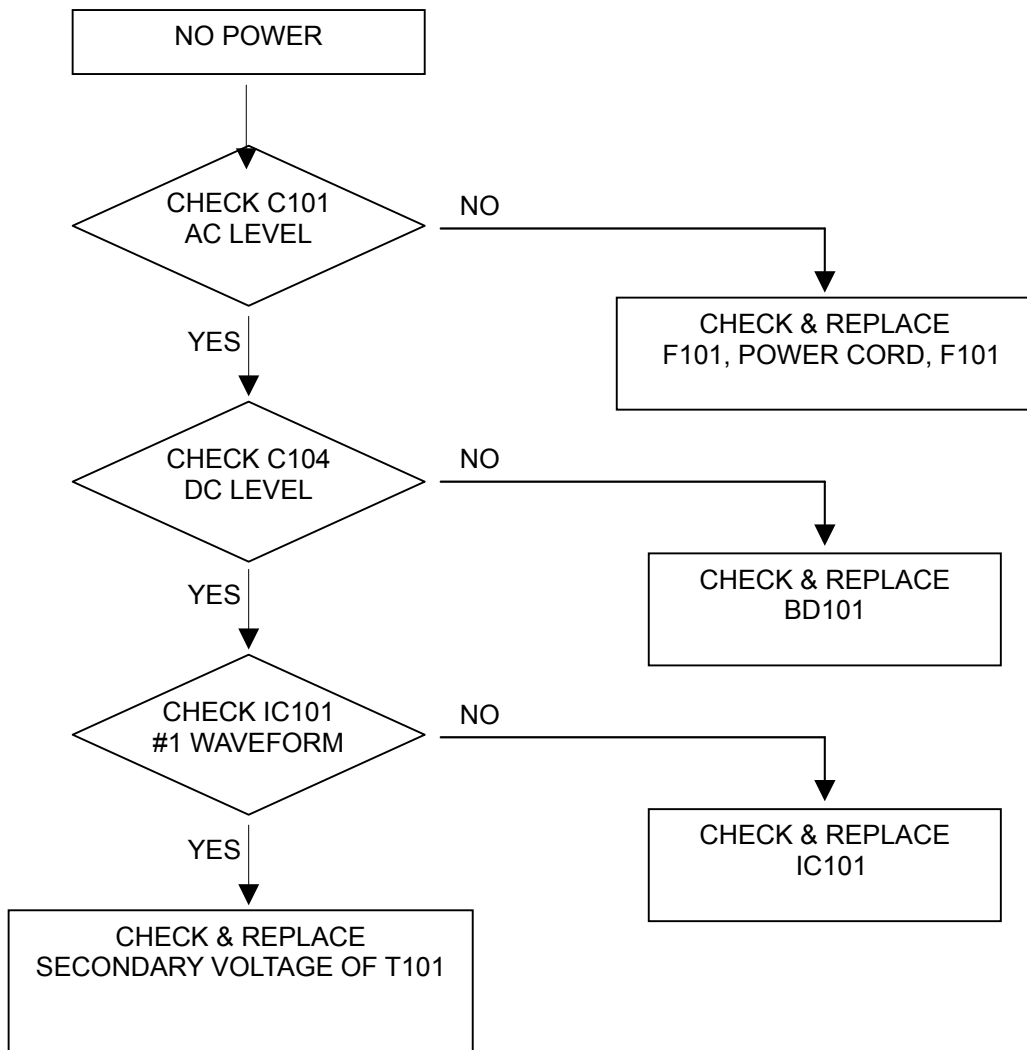 NO POWER
CHECK C101
AC LEVEL
NO
CHECK & REPLACE
F101, POWER CORD, F101
YES
CHECK C104
DC LEVEL
NO
CHECK & REPLACE
BD101
YES
CHECK IC101
#1 WAVEFORM
NO
CHECK & REPLACE
IC101
YES
CHECK & REPLACE
SECONDARY VOLTAGE OF T101